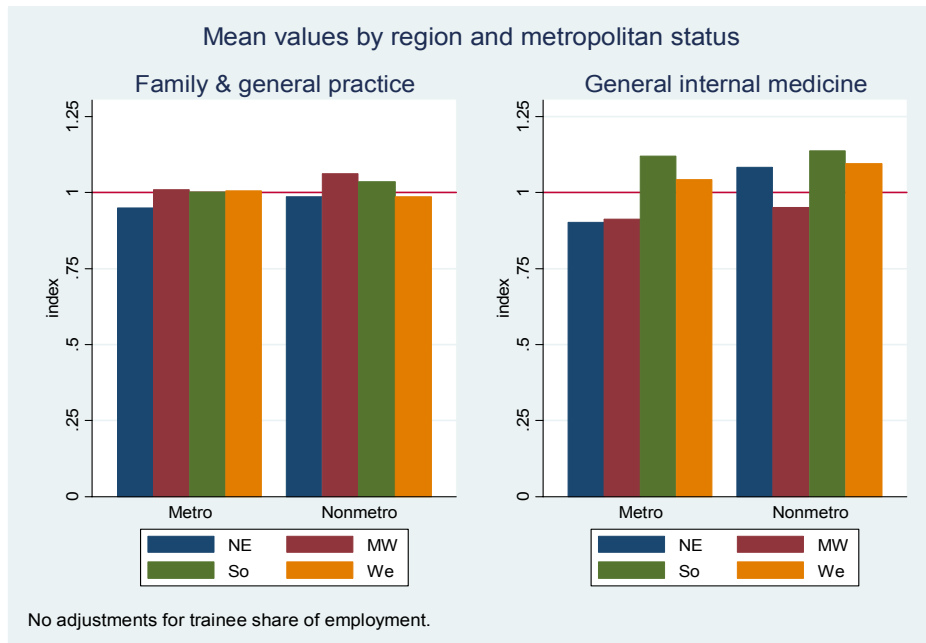 Mean values by region and metropolitan status
Family & general practice
index
1.25
1
.75
.5
.25
0
Metro Nonmetro
NE MW
So We
General internal medicine
index
1.25
1
.75
.5
.25
0
Metro Nonmetro
NE MW
So We
No adjustments for trainee share of employment.